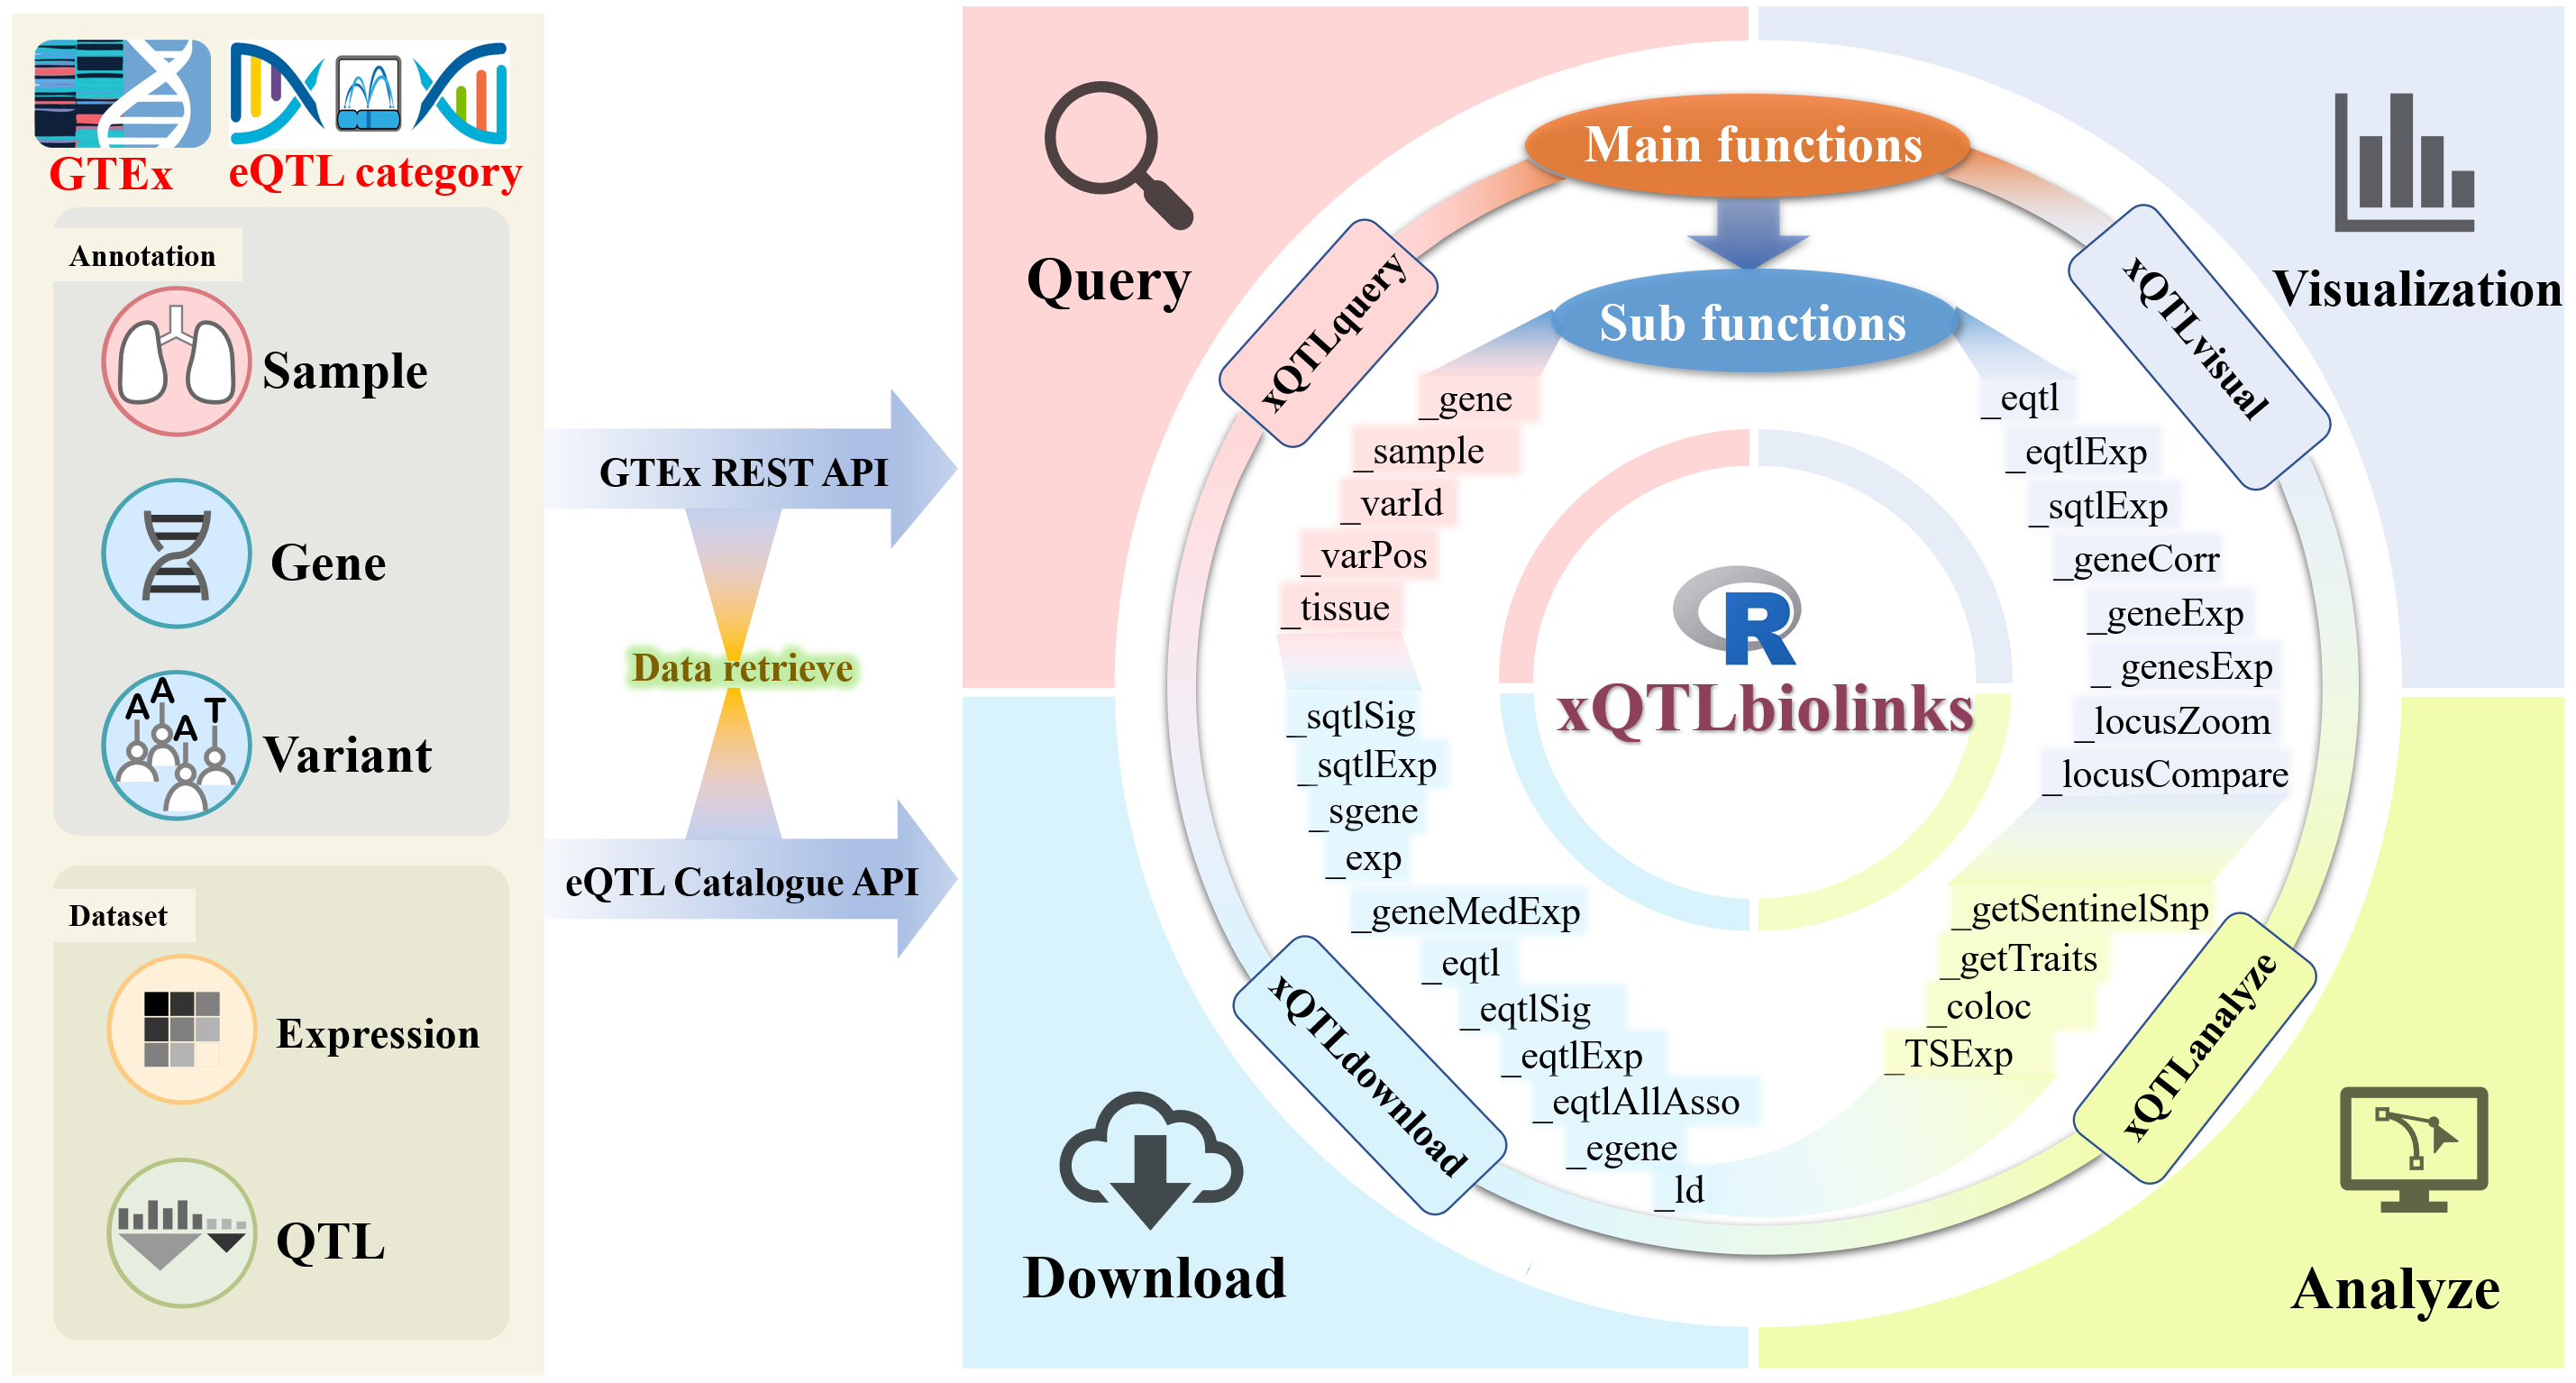 GTEx
eQTL category
Annotation
Sample
Gene
A
A
A
T
Variant
Dataset
Expression
QTL
GTEx REST API
Data retrieve
eQTL Catalogue API
Query
Visualization
Download
Analyze
Main functions
Sub functions
xQTLquery
xQTLvisual
xQTLdownload
xQTLanalyze
_gene
_sample
_varId
_varPos
_tissue
_sqtlSig
_sqtlExp
_sgene
_exp
_geneMedExp
_eqtl
_eqtlSig
_eqtlExp
_eqtlAllAsso
_egene
_ld
_eqtl
_eqtlExp
_sqtlExp
_geneCorr
_geneExp
_ genesExp
_locusZoom
_locusCompare
_getSentinelSnp
_getTraits
_coloc
_TSExp
R
xQTLbiolinks